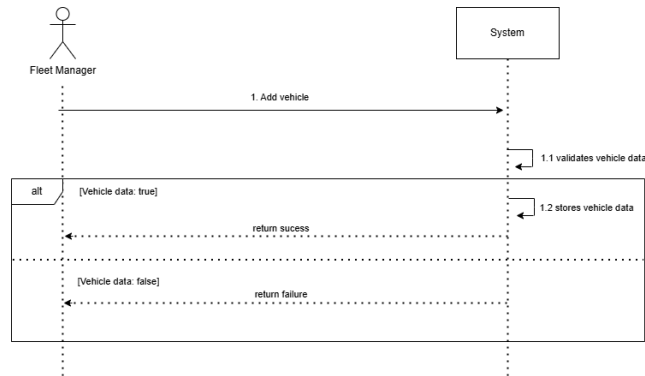 System
Fleet Manager
1. Add vehicle
1.1 validates vehicle data
alt
[Vehicle data: true]
1.2 stores vehicle data
return sucess
[Vehicle data: false]
return failure